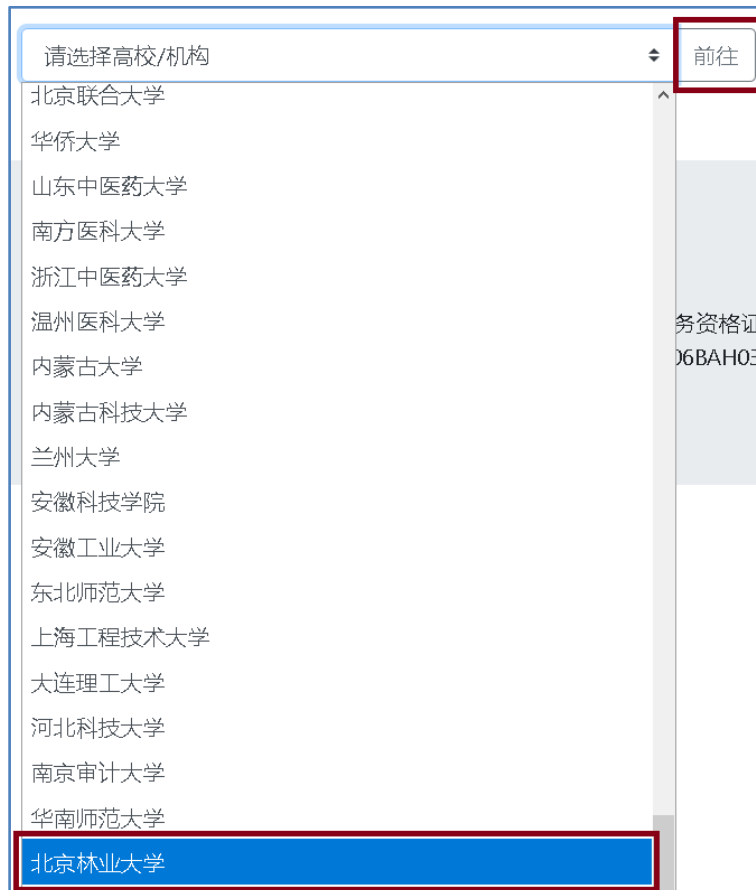 请选择高校/机构
前往
北京联合大学
华侨大学
山东中医药大学
南方医科大学
浙江中医药大学
温州医科大学
务资格证
内蒙古大学
06BAH03
内蒙古科技大学
兰州大学
安徽科技学院
安徽工业大学
东北师范大学
上海工程技术大学
大连理工大学
河北科技大学
南京审计大学
华南师范大学
北京林业大学